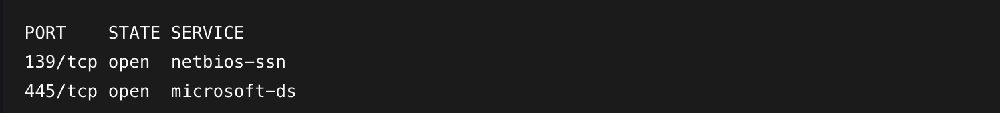 PORT    STATE SERVICE
139/tcp open  netbios-ssn
445/tcp open  microsoft-ds